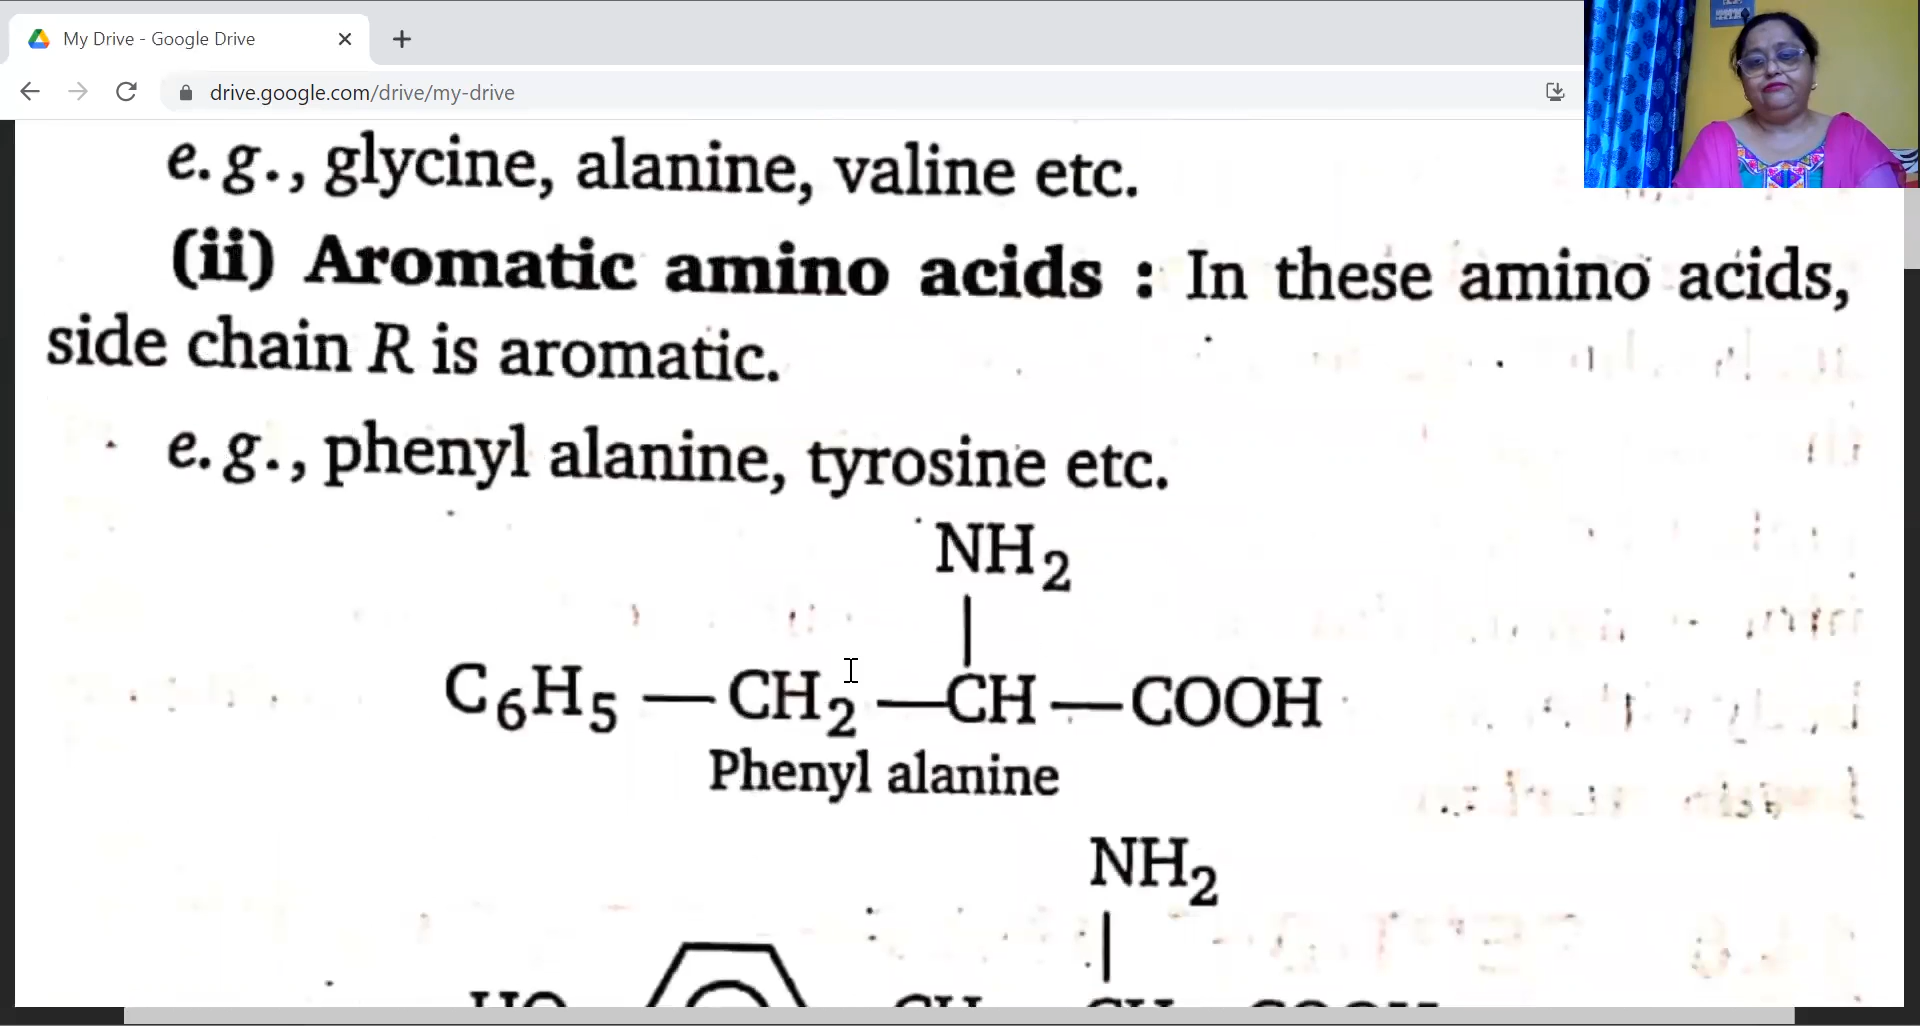 My Drive - Google Drive
drive.google.com/drive/my-drive
e.g., glycine, alanine, valine etc.
(ii) Aromatic amino acids : In these amino acids,
side chain R is aromatic.
e.g., phenyl alanine, tyrosine etc.
NH₂
|
C₆H₅ — CH₂ — CH — COOH
Phenyl alanine
NH₂
|